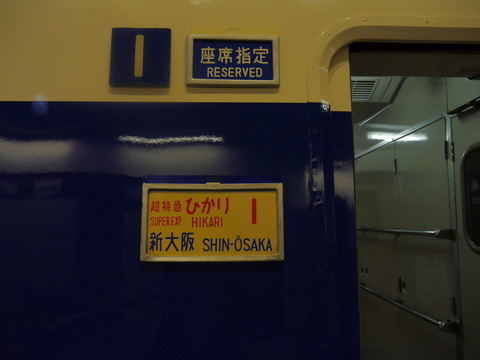 1
座席指定
RESERVED
超特急 ひかり 1
SUPER EXP HIKARI
新大阪 SHIN-ŌSAKA